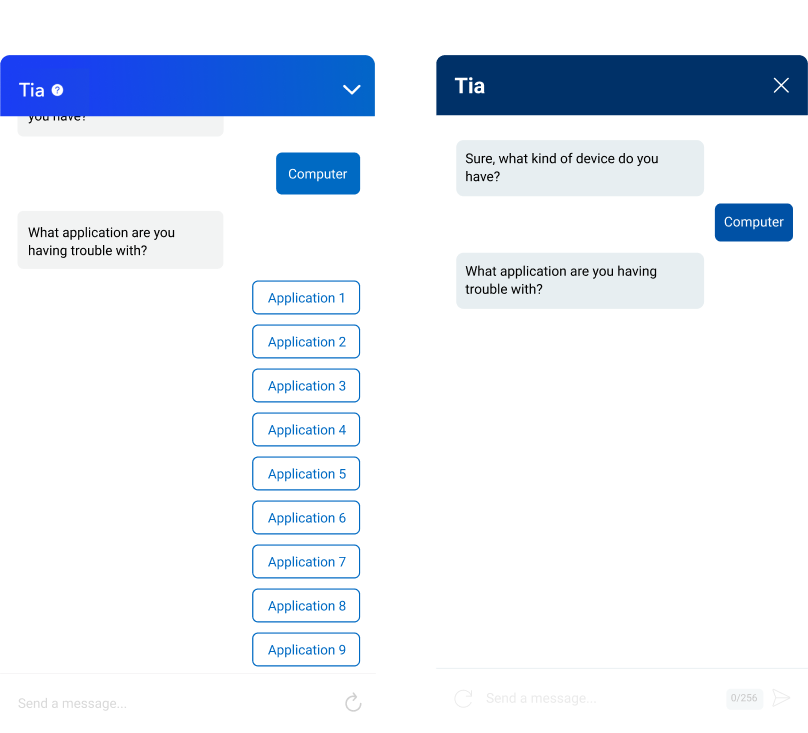 Tia ?
you have?
Computer
What application are you
having trouble with?
Application 1
Application 2
Application 3
Application 4
Application 5
Application 6
Application 7
Application 8
Application 9
Send a message...
Tia
Sure, what kind of device do you
have?
Computer
What application are you having
trouble with?
Send a message...
0/256